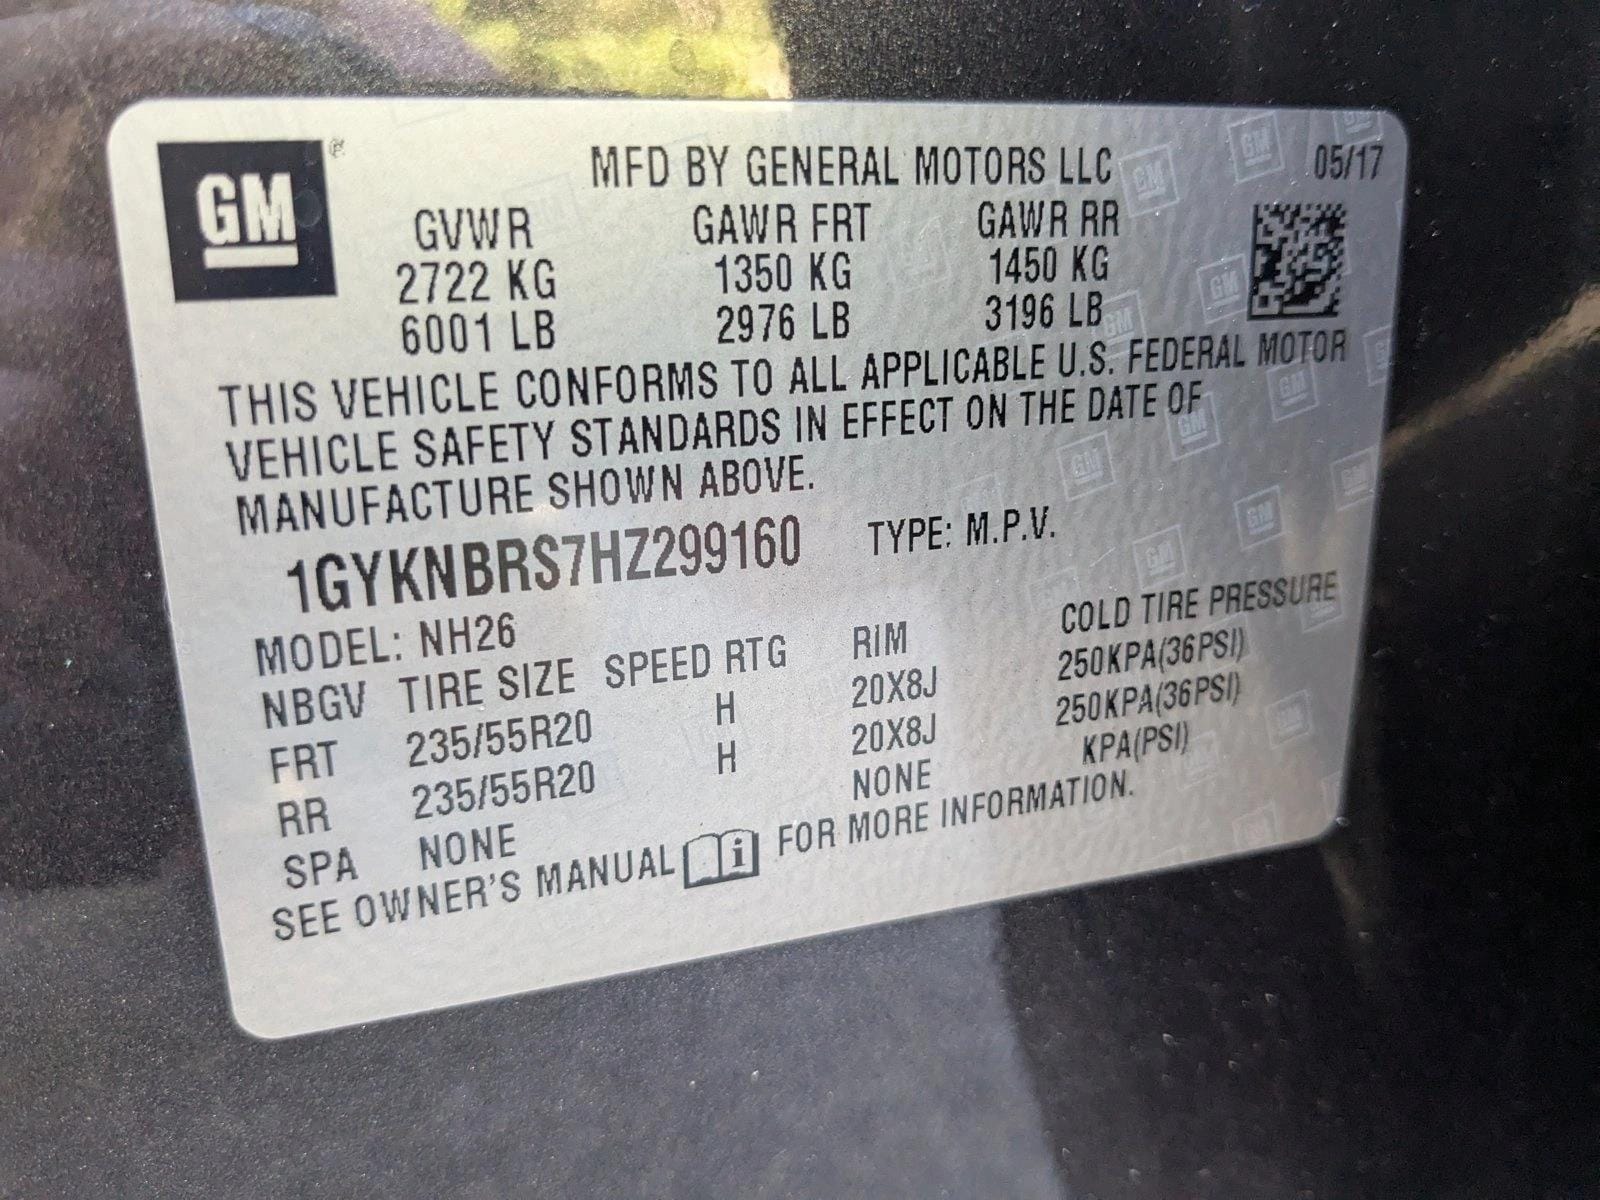 GM
MFD BY GENERAL MOTORS LLC 05/17
GVWR GAWR FRT GAWR RR
2722 KG 1350 KG 1450 KG
6001 LB 2976 LB 3196 LB
THIS VEHICLE CONFORMS TO ALL APPLICABLE U.S. FEDERAL MOTOR
VEHICLE SAFETY STANDARDS IN EFFECT ON THE DATE OF
MANUFACTURE SHOWN ABOVE.
1GYKNBRS7HZ299160 TYPE: M.P.V.
MODEL: NH26
NBGV TIRE SIZE SPEED RTG RIM COLD TIRE PRESSURE
FRT 235/55R20 H 20X8J 250KPA(36PSI)
RR 235/55R20 H 20X8J 250KPA(36PSI)
SPA NONE NONE KPA(PSI)
SEE OWNER'S MANUAL i FOR MORE INFORMATION.